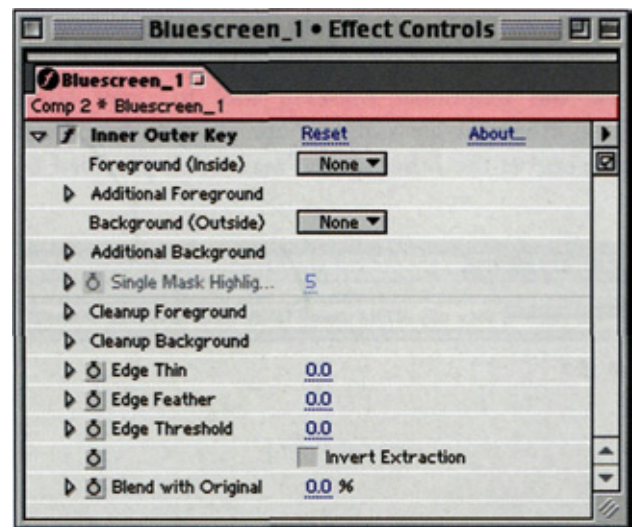 Bluescreen_1 • Effect Controls
Bluescreen_1
Comp 2 * Bluescreen_1
Inner Outer Key Reset About...
Foreground (Inside) None
Additional Foreground
Background (Outside) None
Additional Background
Single Mask Highlig... 5
Cleanup Foreground
Cleanup Background
Edge Thin 0.0
Edge Feather 0.0
Edge Threshold 0.0
Invert Extraction
Blend with Original 0.0 %